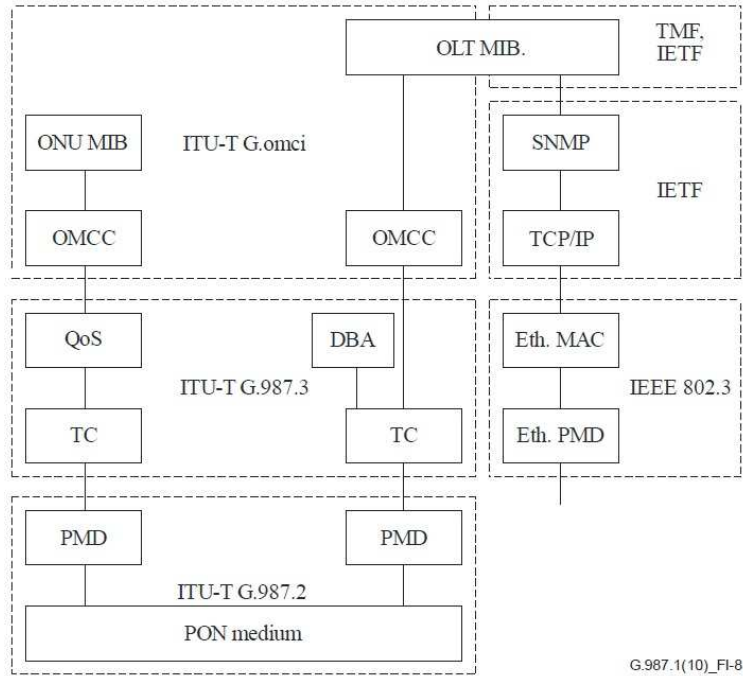 OLT MIB.
TMF,
IETF
ONU MIB
ITU-T G.omci
SNMP
IETF
OMCC
OMCC
TCP/IP
QoS
DBA
Eth. MAC
ITU-T G.987.3
IEEE 802.3
TC
TC
Eth. PMD
PMD
PMD
ITU-T G.987.2
PON medium
G.987.1(10)_FI-8